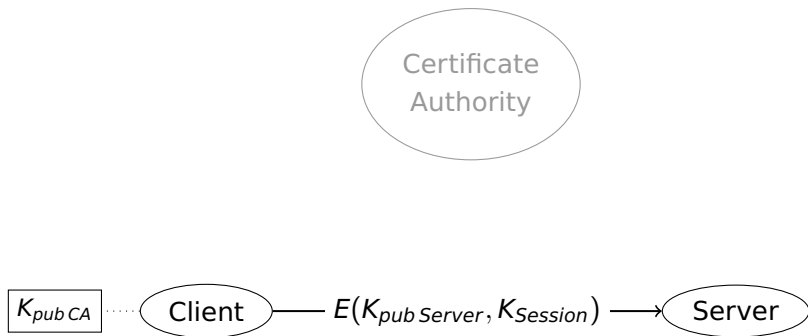 Certificate
Authority
K_pub CA Client E(K_pub Server, K_Session) Server